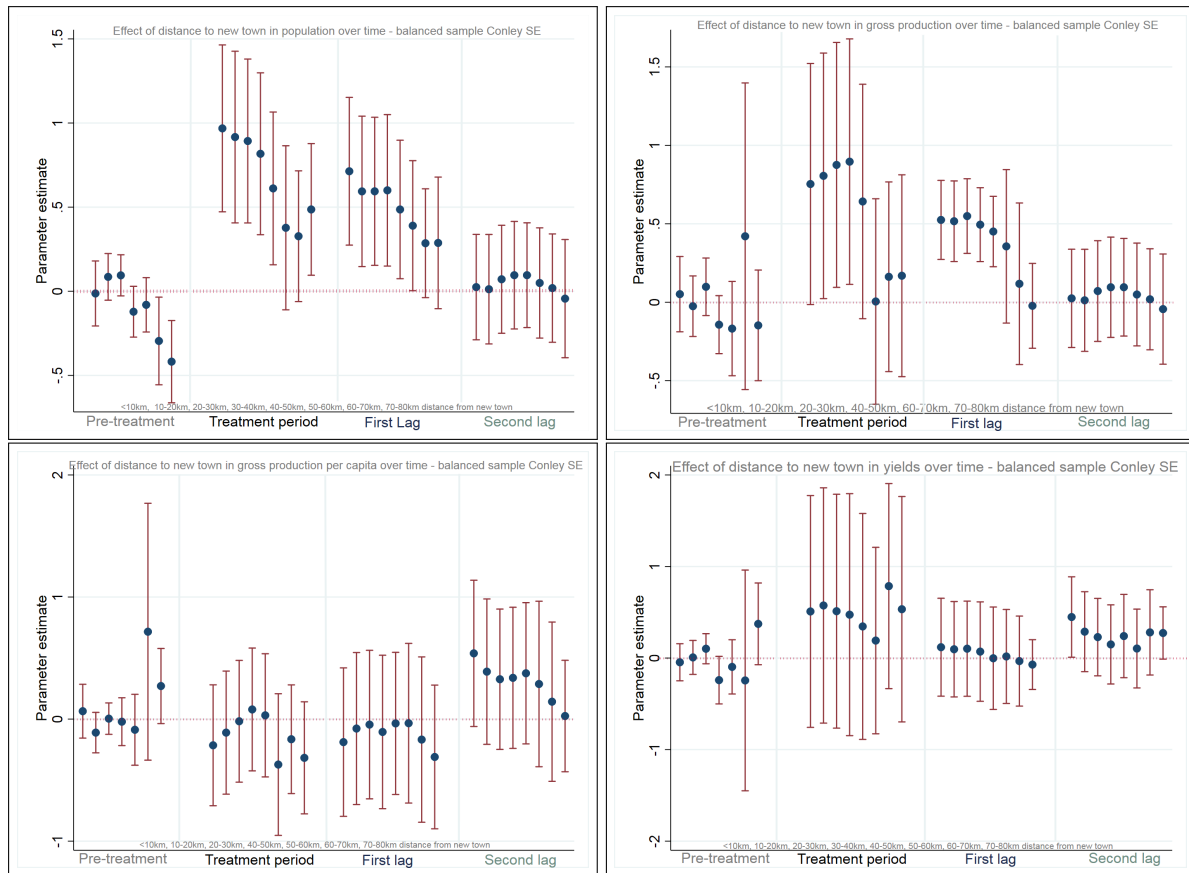 Effect of distance to new town in population over time - balanced sample Conley SE
Parameter estimate
1.5
1
.5
0
-.5
<10km, 10-20km, 20-30km, 30-40km, 40-50km, 50-60km, 60-70km, 70-80km distance from new town
Pre-treatment
Treatment period
First Lag
Second lag
Effect of distance to new town in gross production over time - balanced sample Conley SE
Parameter estimate
1.5
1
.5
0
-.5
<10km, 10-20km, 20-30km, 40-50km, 60-70km, 70-80km distance from new town
Pre-treatment
Treatment period
First lag
Second lag
Effect of distance to new town in gross production per capita over time - balanced sample Conley SE
Parameter estimate
2
1
0
-1
<10km, 10-20km, 20-30km, 40-50km, 50-60km, 60-70km, 70-80km distance from new town
Pre-treatment
Treatment period
First lag
Second lag
Effect of distance to new town in yields over time - balanced sample Conley SE
Parameter estimate
2
1
0
-1
-2
<10km, 10-20km, 20-30km, 30-40km, 40-50km, 50-60km, 60-70km, 70-80km distance from new town
Pre-treatment
Treatment period
First lag
Second lag